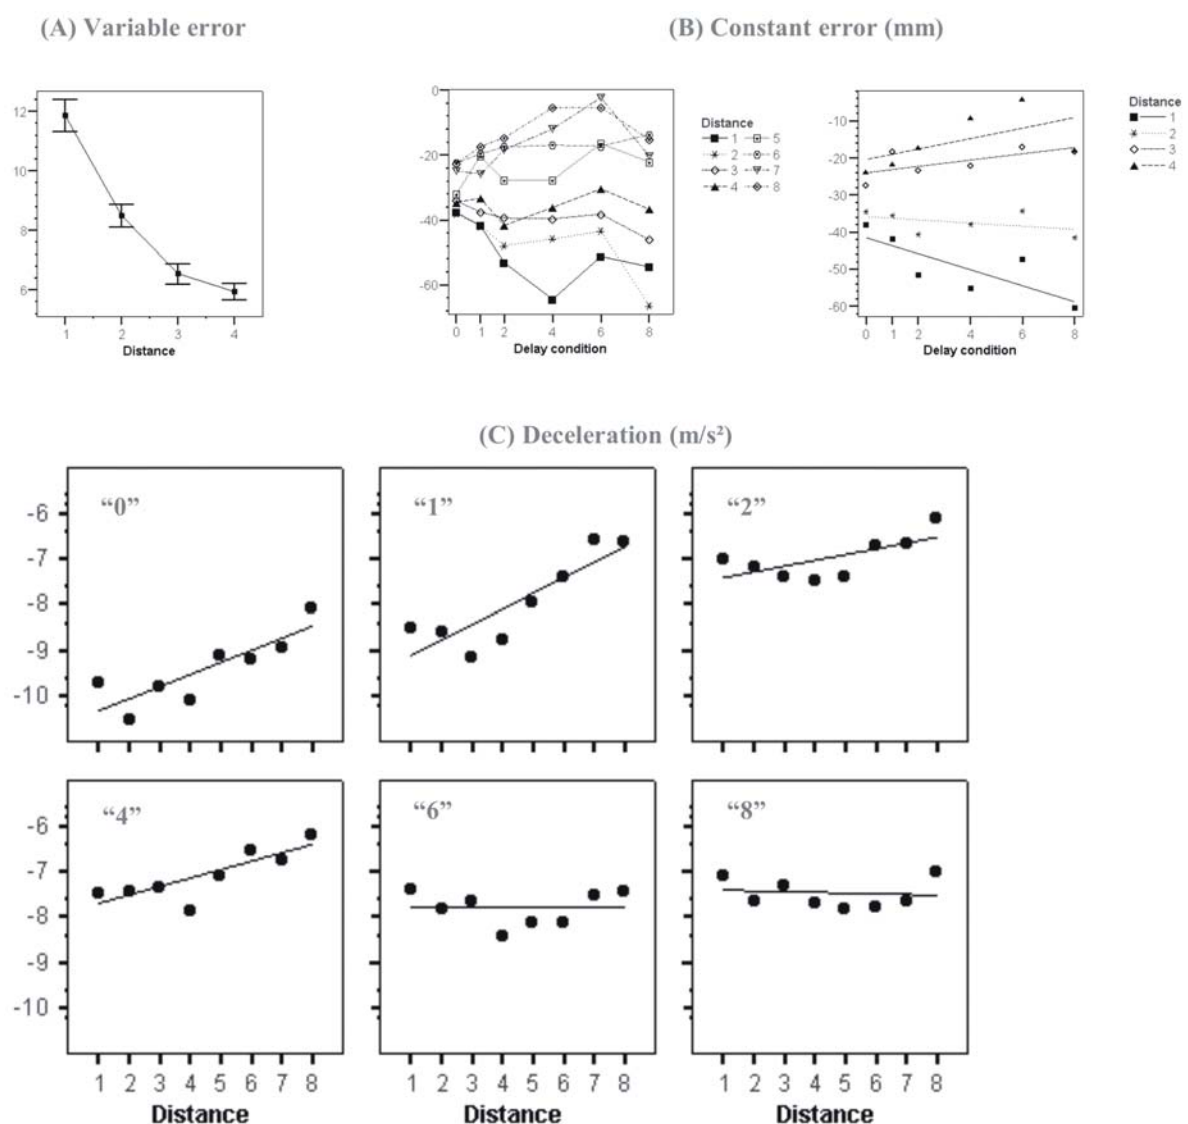 (A) Variable error
(B) Constant error (mm)
12
10
8
6
1 2 3 4
Distance
0
-20
-40
-60
0 1 2 4 6 8
Delay condition
Distance
1 5
2 6
3 7
4 8
-10
-20
-30
-40
-50
-60
0 1 2 4 6 8
Delay condition
Distance
1
2
3
4
(C) Deceleration (m/s²)
-6
-7
-8
-9
-10
“0”
“1”
“2”
-6
-7
-8
-9
-10
“4”
“6”
“8”
1 2 3 4 5 6 7 8
Distance
1 2 3 4 5 6 7 8
Distance
1 2 3 4 5 6 7 8
Distance